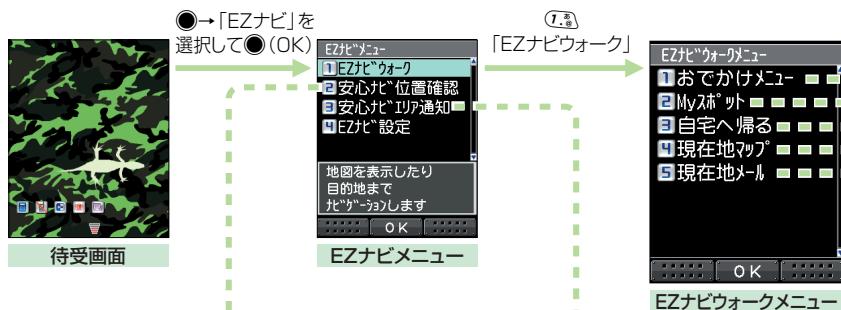 ●→「EZナビ」を
選択して●(OK)
待受画面
EZﾅﾋﾞﾒﾆｭｰ
1EZﾅﾋﾞｳｫｰｸ
2安心ﾅﾋﾞ位置確認
3安心ﾅﾋﾞｴﾘｱ通知
4EZﾅﾋﾞ設定
地図を表示したり
目的地まで
ﾅﾋﾞｹﾞｰｼｮﾝします
OK
EZナビメニュー
1.あ@
「EZナビウォーク」
EZﾅﾋﾞｳｫｰｸﾒﾆｭｰ
1おでかけﾒﾆｭｰ
2Myｽﾎﾟｯﾄ
3自宅へ帰る
4現在地ﾏｯﾌﾟ
5現在地ﾒｰﾙ
OK
EZナビウォークメニュー